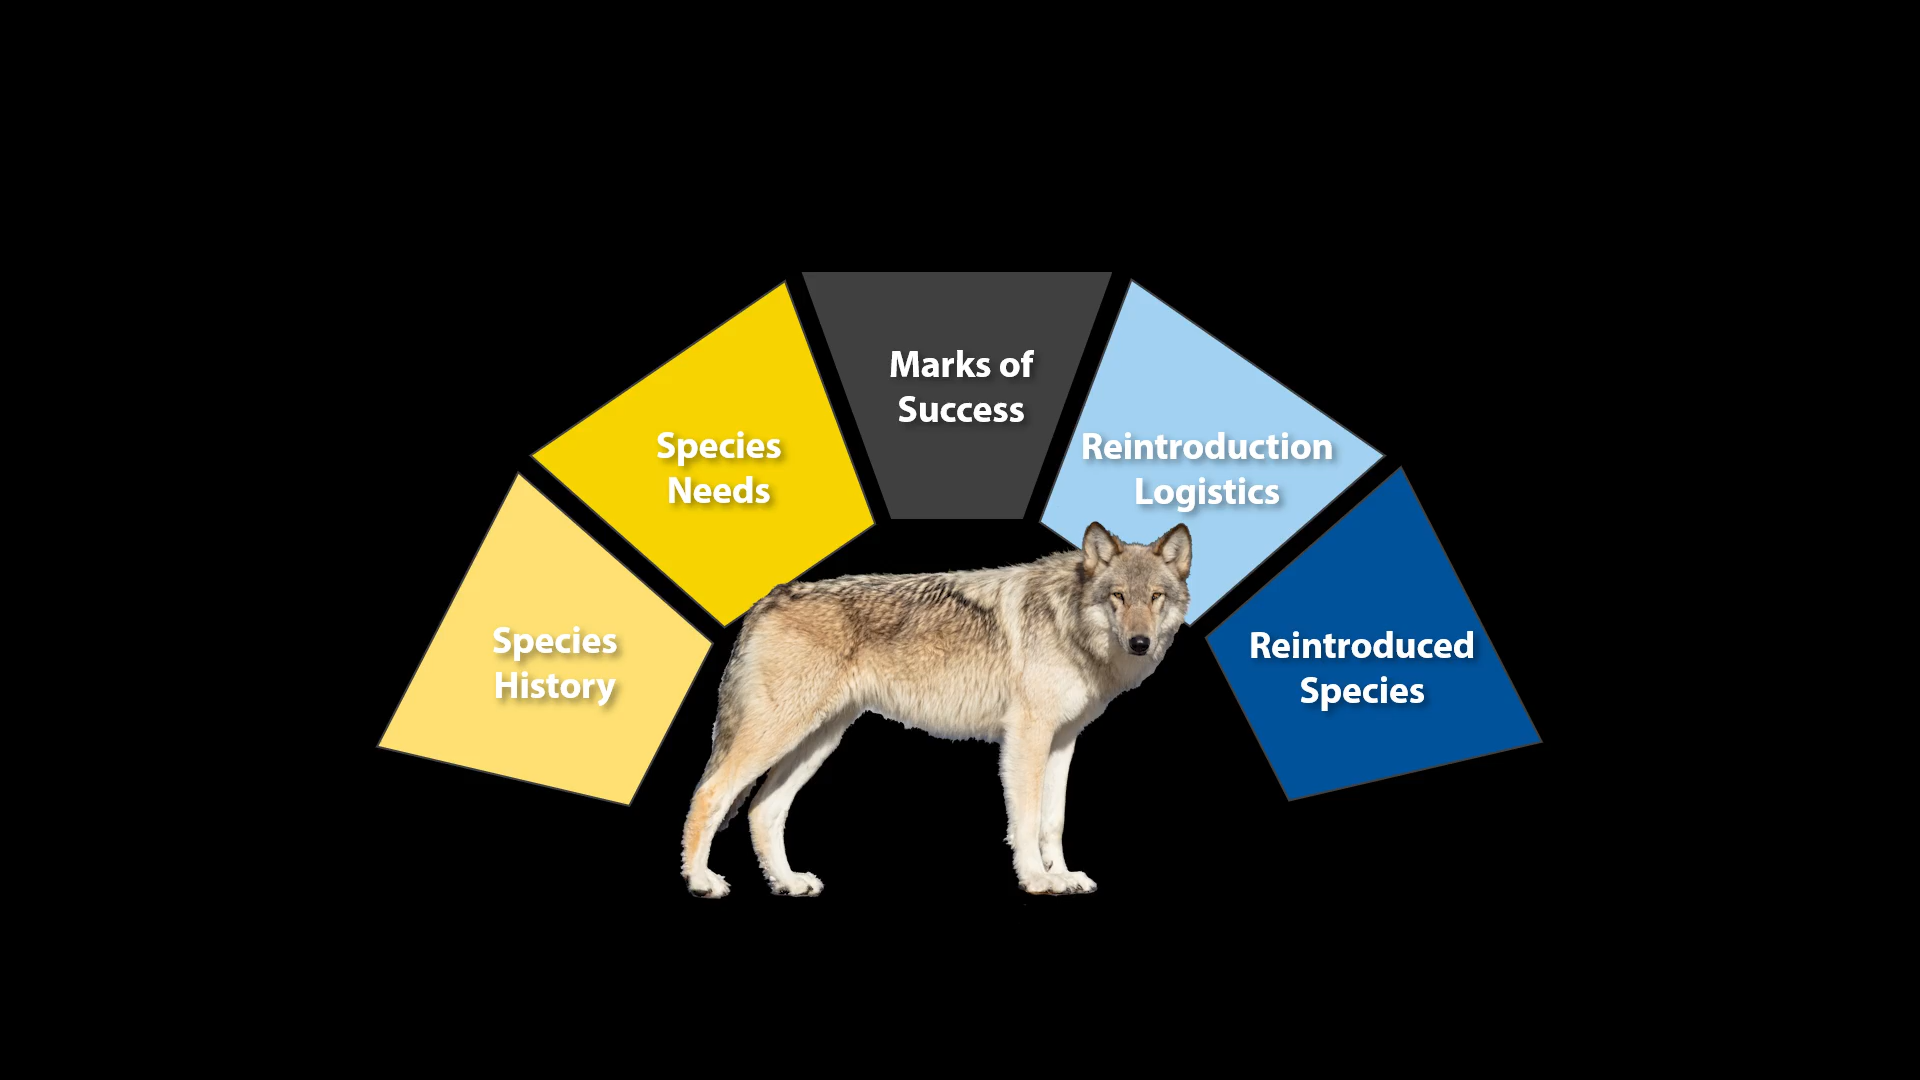 Marks of
Success
Species
Needs
Reintroduction
Logistics
Species
History
Reintroduced
Species